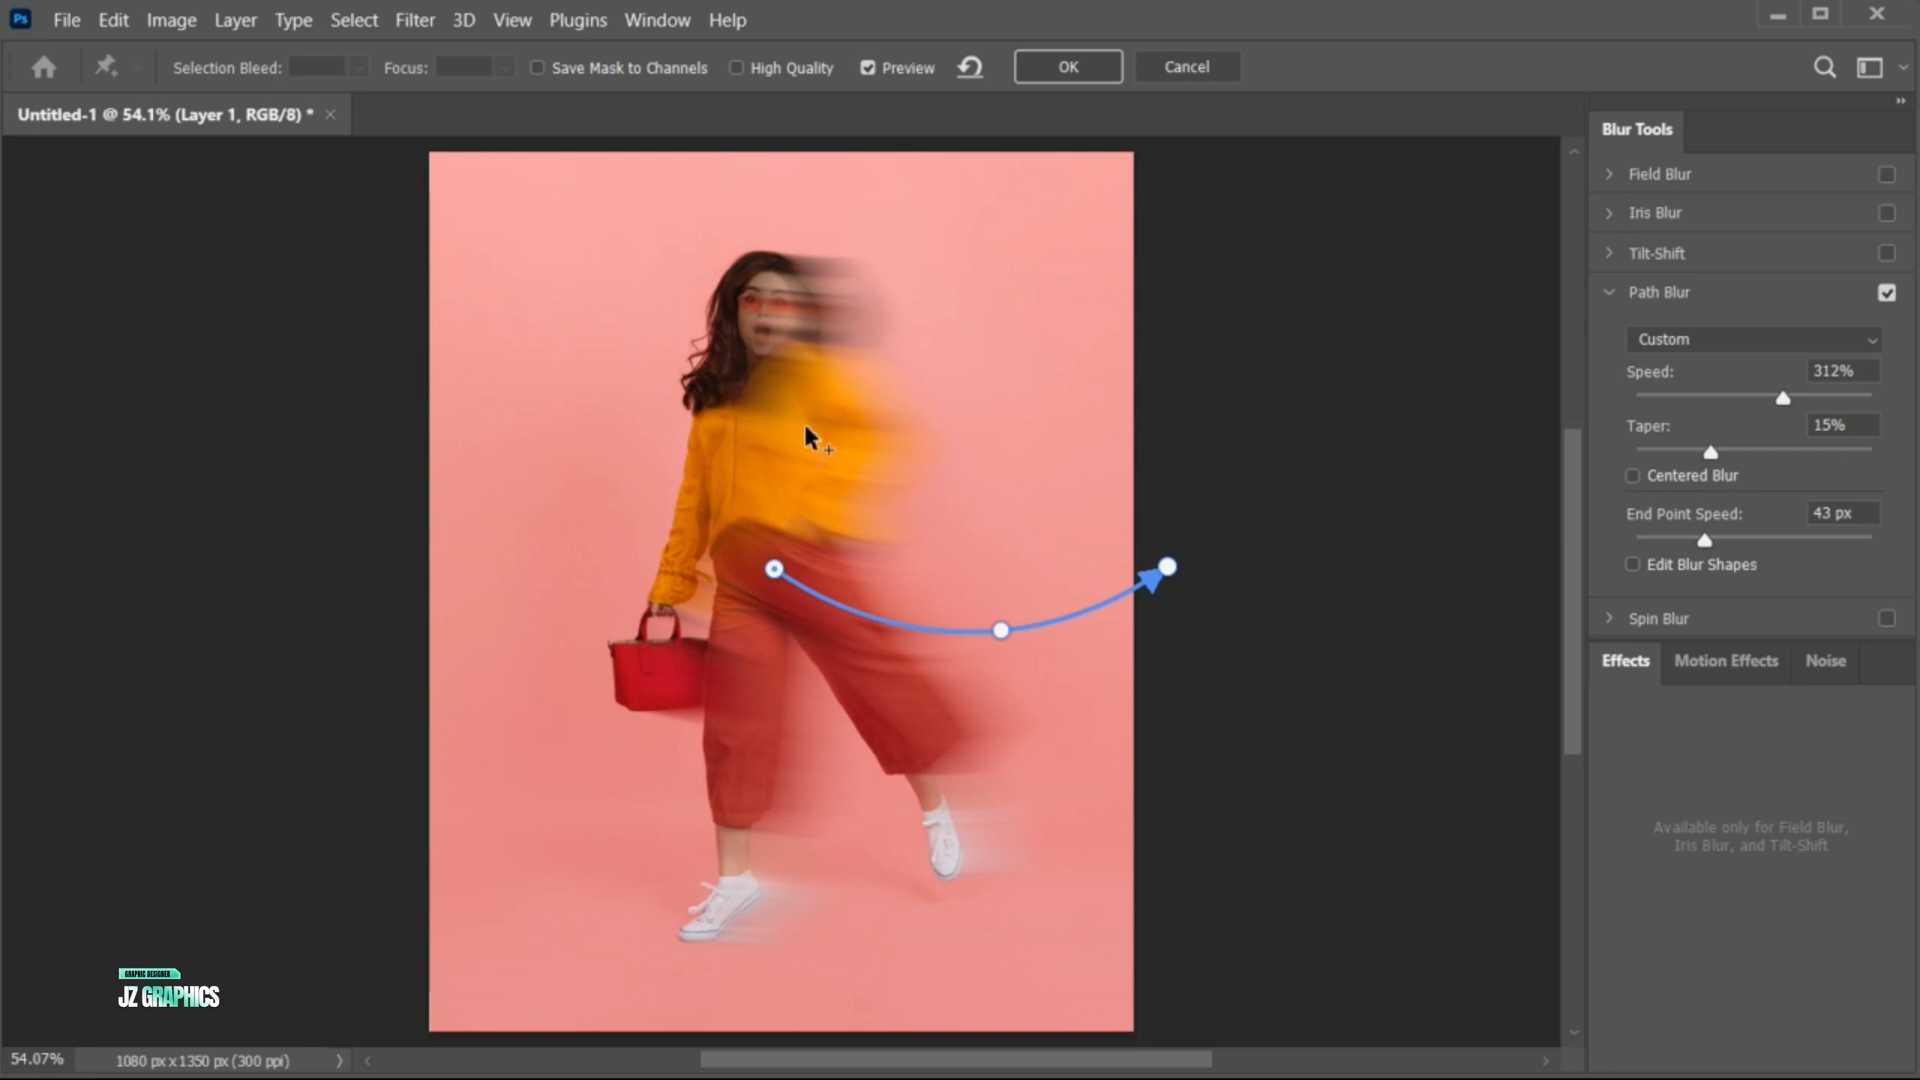 Ps File Edit Image Layer Type Select Filter 3D View Plugins Window Help
Selection Bleed: Focus: Save Mask to Channels High Quality Preview OK Cancel
Untitled-1 @ 54.1% (Layer 1, RGB/8) *
Blur Tools
Field Blur
Iris Blur
Tilt-Shift
Path Blur
Custom
Speed: 312%
Taper: 15%
Centered Blur
End Point Speed: 43 px
Edit Blur Shapes
Spin Blur
Effects Motion Effects Noise
Available only for Field Blur,
Iris Blur, and Tilt-Shift
GRAPHIC DESIGNER
JZ GRAPHICS
54.07% 1080 px x 1350 px (300 ppi)